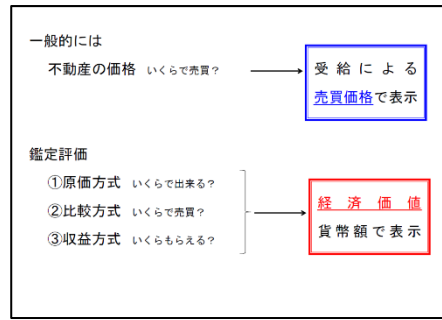 一般的には
不動産の価格 いくらで売買？
受給による
売買価格で表示
鑑定評価
①原価方式 いくらで出来る？
②比較方式 いくらで売買？
③収益方式 いくらもらえる？
経済価値
貨幣額で表示